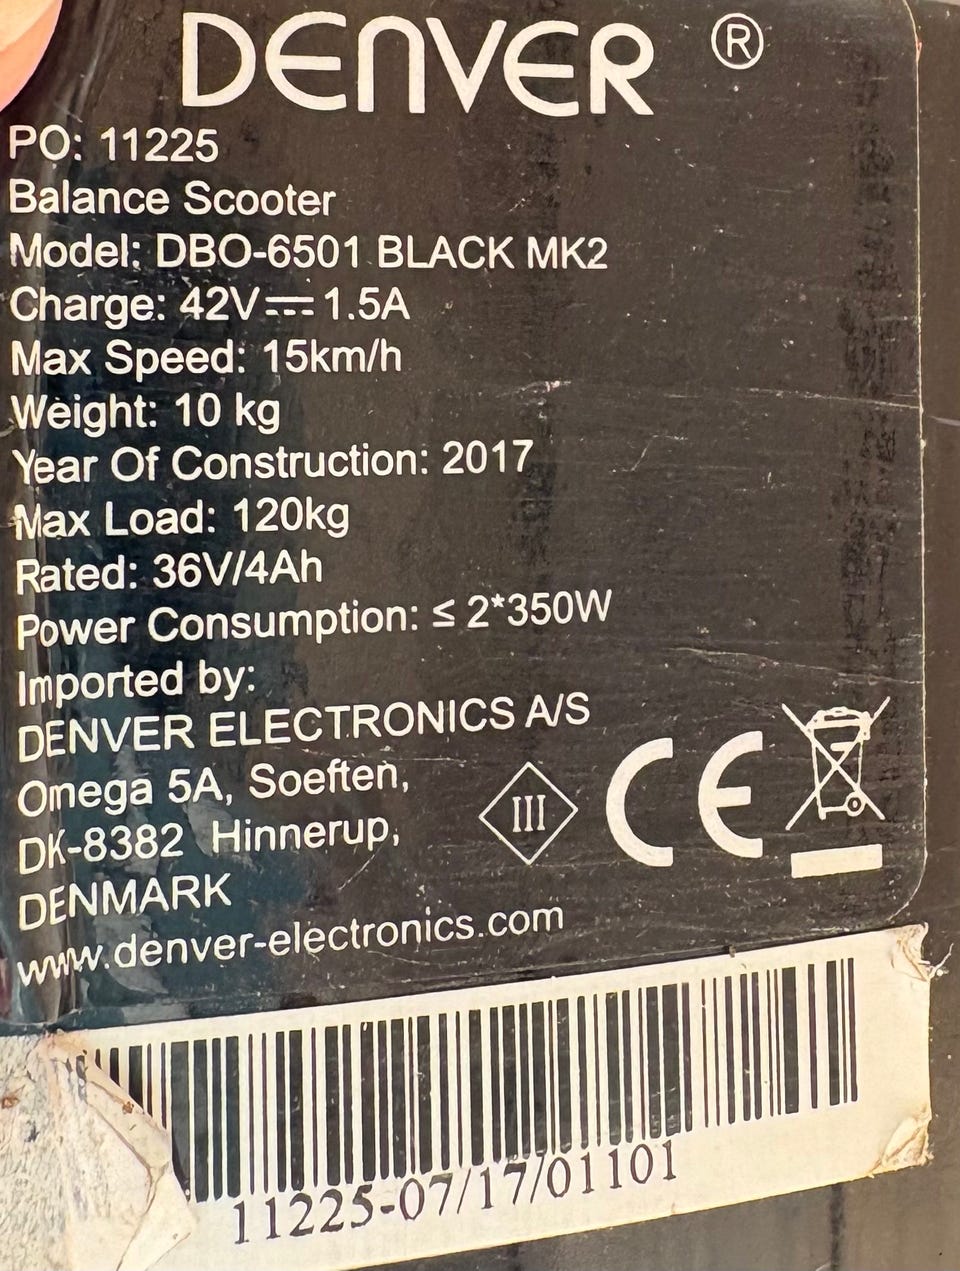 DENVER ®
PO: 11225
Balance Scooter
Model: DBO-6501 BLACK MK2
Charge: 42V⎓1.5A
Max Speed: 15km/h
Weight: 10 kg
Year Of Construction: 2017
Max Load: 120kg
Rated: 36V/4Ah
Power Consumption: ≤ 2*350W
Imported by:
DENVER ELECTRONICS A/S
Omega 5A, Soeften,
DK-8382 Hinnerup,
DENMARK
www.denver-electronics.com
III
CE
11225-07/17/01101